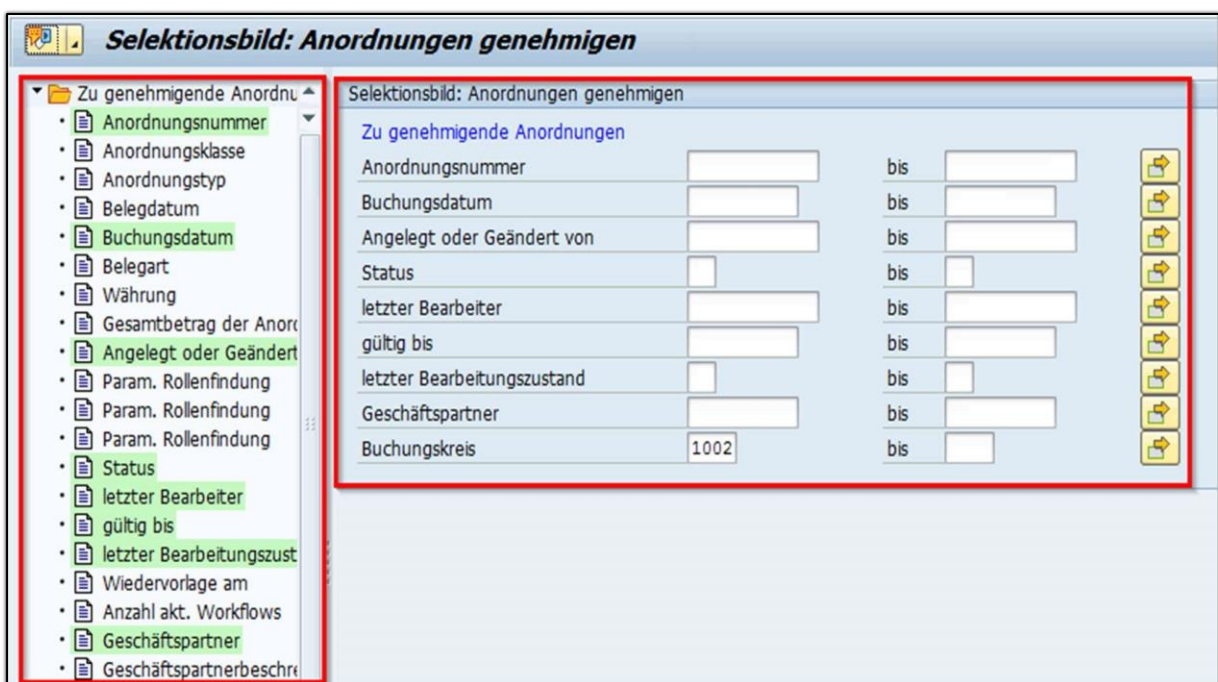 Selektionsbild: Anordnungen genehmigen
Zu genehmigende Anordnu
Anordnungsnummer
Anordnungsklasse
Anordnungstyp
Belegdatum
Buchungsdatum
Belegart
Währung
Gesamtbetrag der Anord
Angelegt oder Geändert
Param. Rollenfindung
Param. Rollenfindung
Param. Rollenfindung
Status
letzter Bearbeiter
gültig bis
letzter Bearbeitungszust
Wiedervorlage am
Anzahl akt. Workflows
Geschäftspartner
Geschäftspartnerbeschre
Selektionsbild: Anordnungen genehmigen
Zu genehmigende Anordnungen
Anordnungsnummer bis
Buchungsdatum bis
Angelegt oder Geändert von bis
Status bis
letzter Bearbeiter bis
gültig bis bis
letzter Bearbeitungszustand bis
Geschäftspartner bis
Buchungskreis 1002 bis